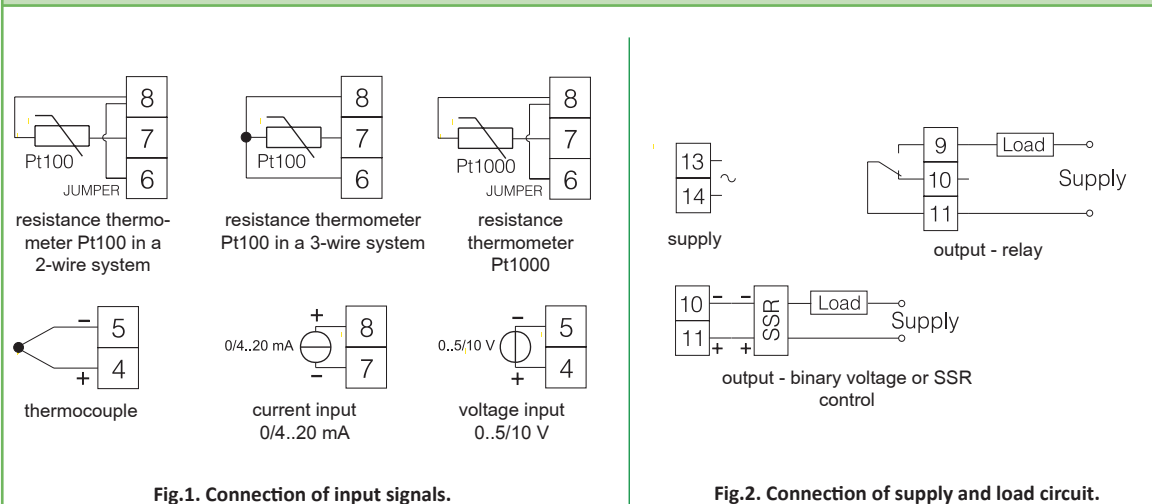 8
7
6
Pt100
JUMPER
resistance thermo-
meter Pt100 in a
2-wire system
8
7
6
Pt100
resistance thermometer
Pt100 in a 3-wire system
8
7
6
Pt1000
JUMPER
resistance
thermometer
Pt1000
5
4
–
+
thermocouple
+
0/4..20 mA
–
8
7
current input
0/4..20 mA
–
0..5/10 V
+
5
4
voltage input
0..5/10 V
Fig.1. Connection of input signals.
13
14
~
supply
9
10
11
Load
Supply
output - relay
10 – –
11 + +
SSR
Load
Supply
output - binary voltage or SSR
control
Fig.2. Connection of supply and load circuit.